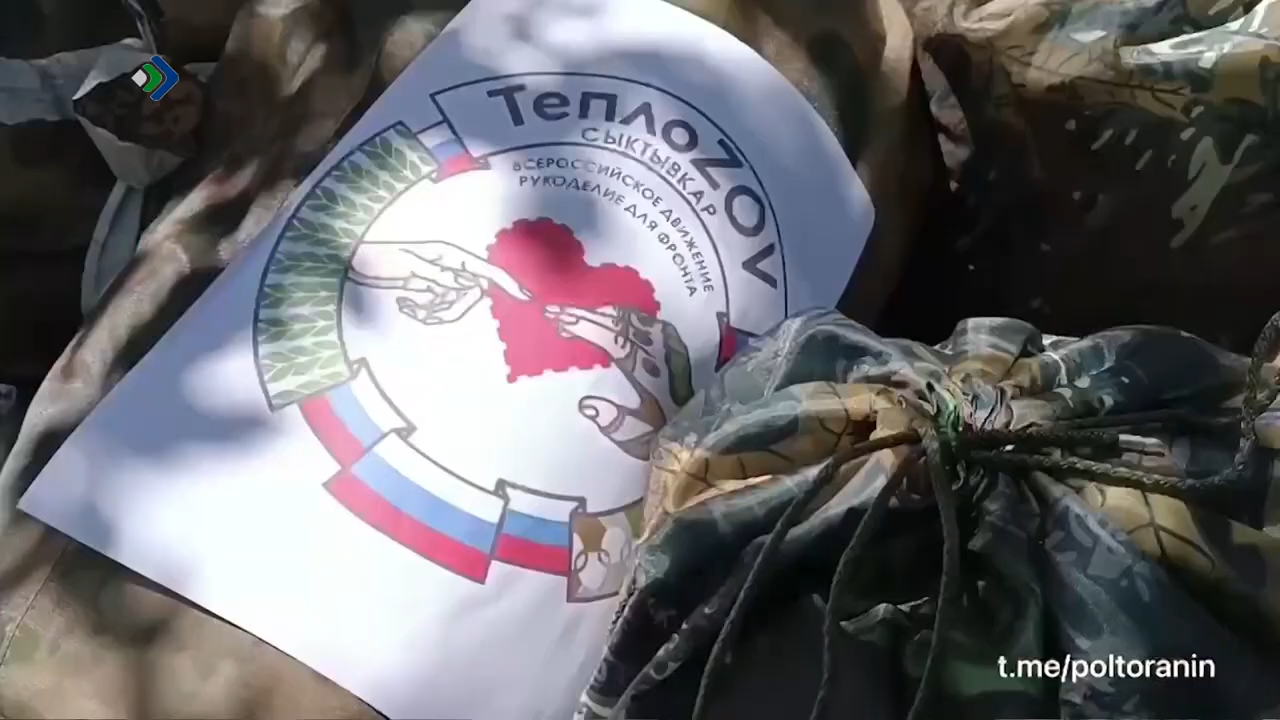 ТеплоZOV
СЫКТЫВКАР
ВСЕРОССИЙСКОЕ ДВИЖЕНИЕ
РУКОДЕЛИЕ ДЛЯ ФРОНТА
t.me/poltoranin